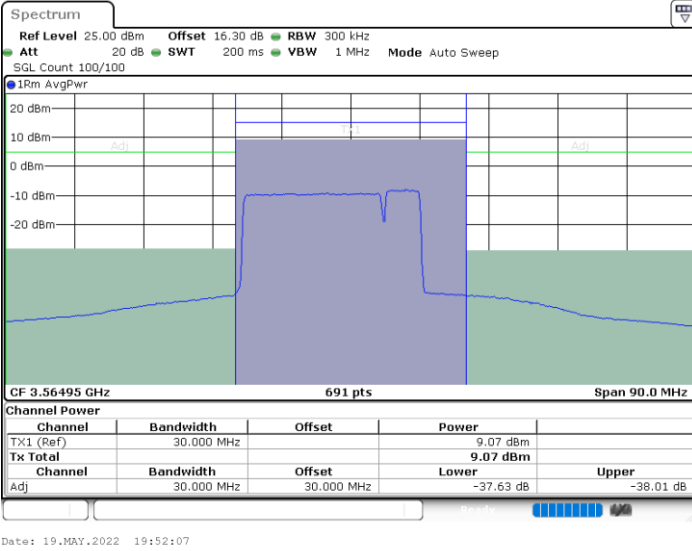 Spectrum
Ref Level 25.00 dBm Offset 16.30 dB RBW 300 kHz
Att 20 dB SWT 200 ms VBW 1 MHz Mode Auto Sweep
SGL Count 100/100
1Rm AvgPwr
20 dBm
TX1
10 dBm
Adj Adj
0 dBm
-10 dBm
-20 dBm
CF 3.56495 GHz 691 pts Span 90.0 MHz
Channel Power
Channel Bandwidth Offset Power
TX1 (Ref) 30.000 MHz 9.07 dBm
Tx Total 9.07 dBm
Channel Bandwidth Offset Lower Upper
Adj 30.000 MHz 30.000 MHz -37.63 dB -38.01 dB
Ready
Date: 19.MAY.2022 19:52:07